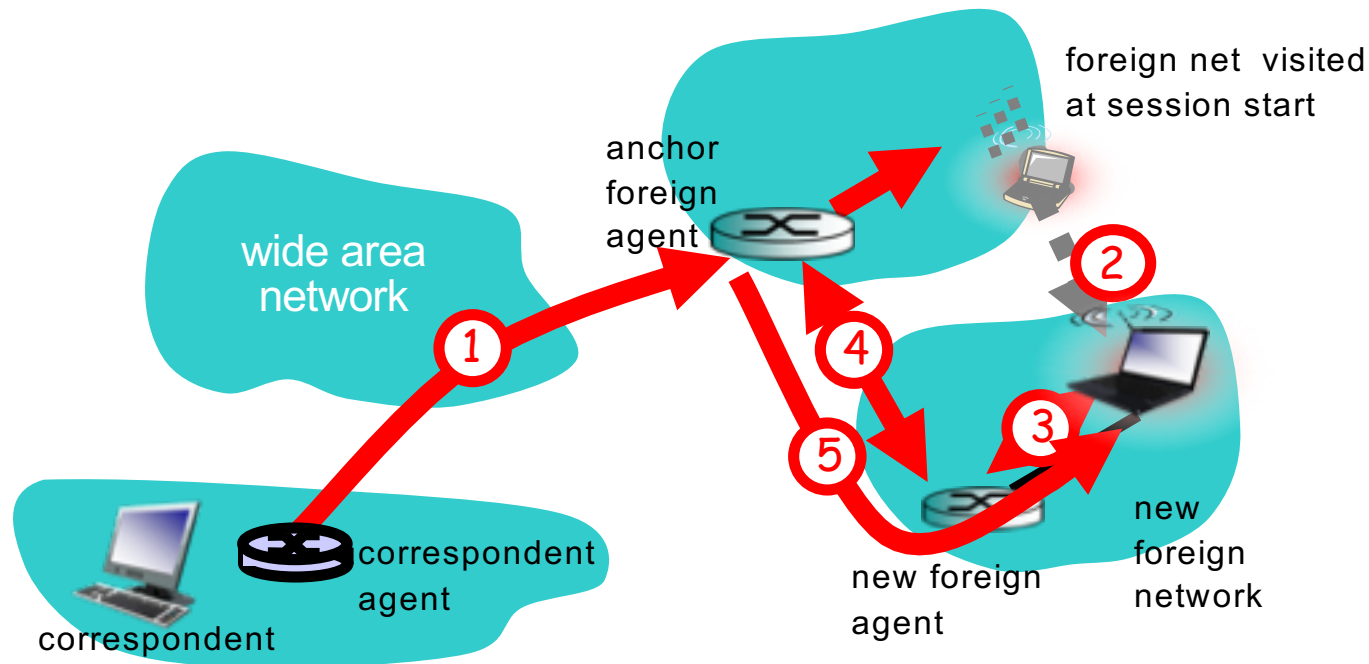 foreign net visited
at session start
anchor
foreign
agent
wide area
network
2
1
4
3
5
correspondent
agent
correspondent
new foreign
agent
new
foreign
network